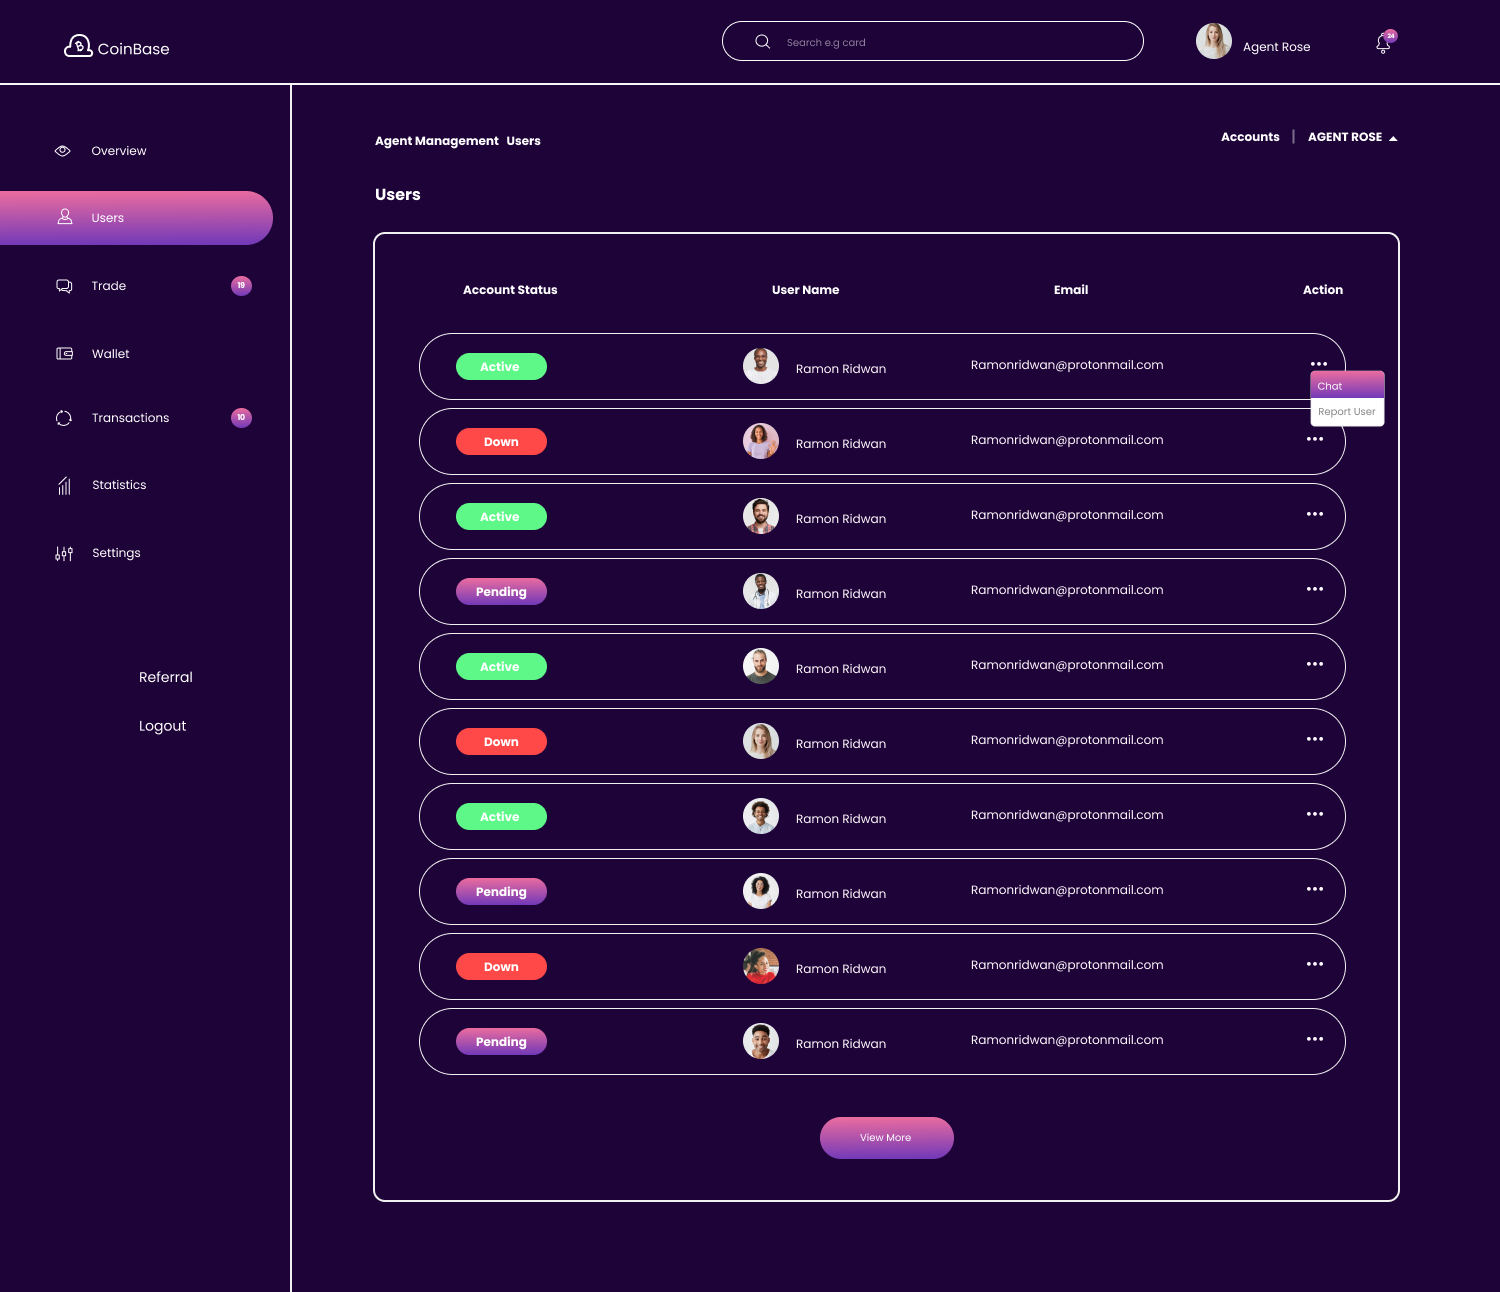 CoinBase
Search e.g card
Agent Rose
24
Overview
Users
Trade
19
Wallet
Transactions
10
Statistics
Settings
Referral
Logout
Agent Management Users
Accounts | AGENT ROSE
Users
Account Status User Name Email Action
Active Ramon Ridwan Ramonridwan@protonmail.com
Chat
Report User
Down Ramon Ridwan Ramonridwan@protonmail.com
Active Ramon Ridwan Ramonridwan@protonmail.com
Pending Ramon Ridwan Ramonridwan@protonmail.com
Active Ramon Ridwan Ramonridwan@protonmail.com
Down Ramon Ridwan Ramonridwan@protonmail.com
Active Ramon Ridwan Ramonridwan@protonmail.com
Pending Ramon Ridwan Ramonridwan@protonmail.com
Down Ramon Ridwan Ramonridwan@protonmail.com
Pending Ramon Ridwan Ramonridwan@protonmail.com
View More